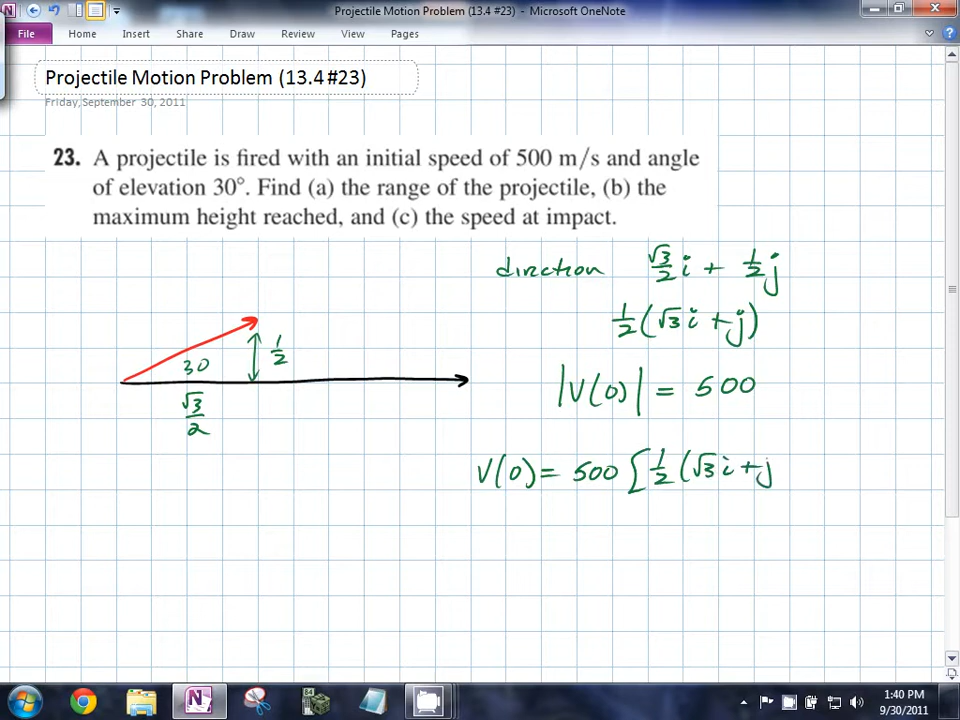 Projectile Motion Problem (13.4 #23) - Microsoft OneNote
File Home Insert Share Draw Review View Pages
Projectile Motion Problem (13.4 #23)
Friday, September 30, 2011
23. A projectile is fired with an initial speed of 500 m/s and angle
of elevation 30°. Find (a) the range of the projectile, (b) the
maximum height reached, and (c) the speed at impact.
direction √3/2 i + 1/2 j
1/2(√3i + j)
30
1/2
√3/2
|V(0)| = 500
V(0) = 500 [1/2 (√3i + j
1:40 PM
9/30/2011